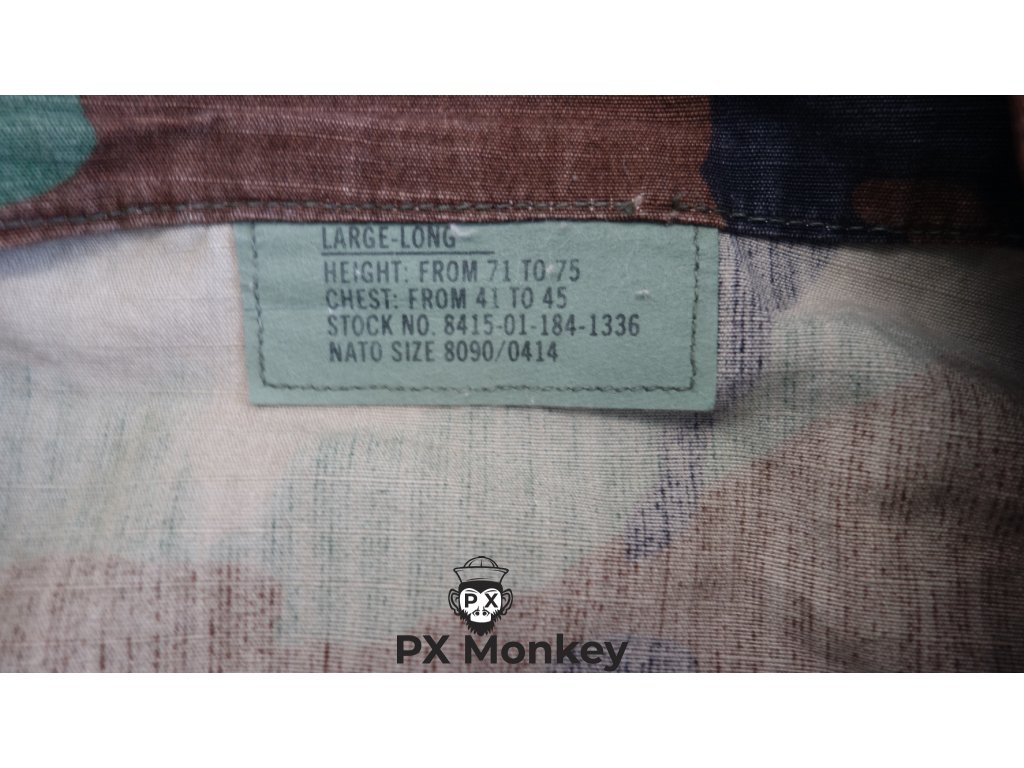 LARGE-LONG
HEIGHT: FROM 71 TO 75
CHEST: FROM 41 TO 45
STOCK NO. 8415-01-184-1336
NATO SIZE 8090/0414
PX
PX Monkey